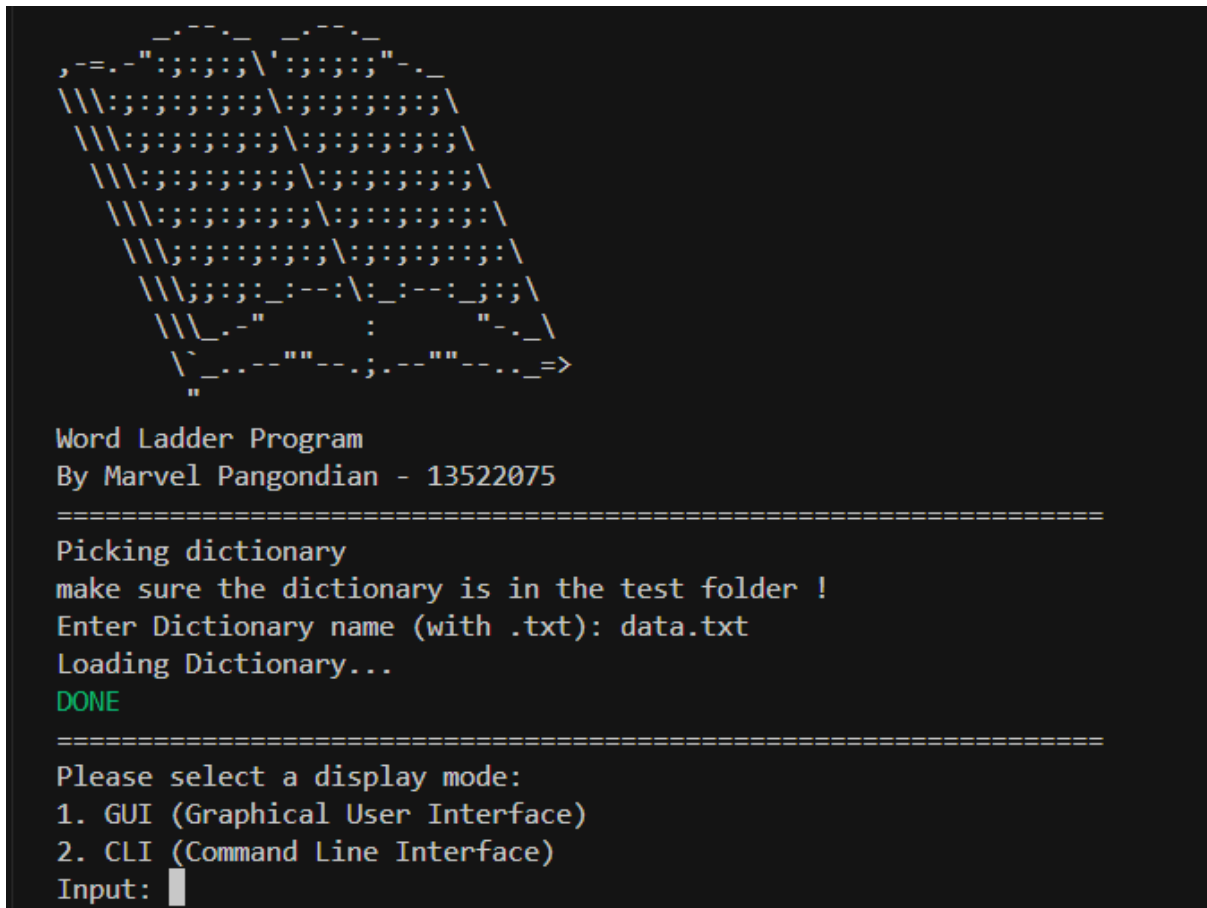 _.--._  _.--._
,-=.-":;:;:;\':;:;:;"-._
\\\:;:;:;:;:;\:;:;:;:;:;\
 \\\:;:;:;:;:;\:;:;:;:;:;\
  \\\:;:;:;:;:;\:;:;:;:;:;\
   \\\:;:;:;:;:;\:;::;:;:;:\
    \\\;:;::;:;:;\:;:;:;::;:\
     \\\;;:;:_:--:\:_:--:_;:;\
      \\\_.-"      :      "-._\
       \`_..--""--.;.--""--.._=>
        "
Word Ladder Program
By Marvel Pangondian - 13522075
=================================================================
Picking dictionary
make sure the dictionary is in the test folder !
Enter Dictionary name (with .txt): data.txt
Loading Dictionary...
DONE
=================================================================
Please select a display mode:
1. GUI (Graphical User Interface)
2. CLI (Command Line Interface)
Input: